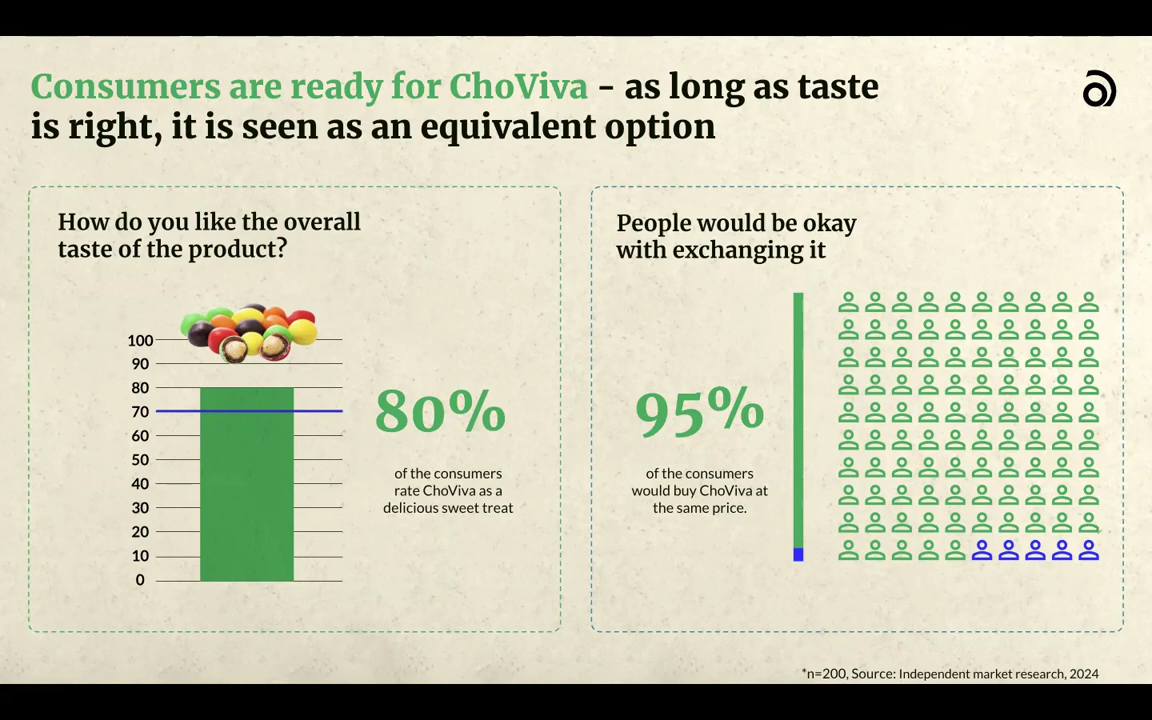 Consumers are ready for ChoViva - as long as taste
is right, it is seen as an equivalent option
How do you like the overall
taste of the product?
100
90
80
70
60
50
40
30
20
10
0
80%
of the consumers
rate ChoViva as a
delicious sweet treat
People would be okay
with exchanging it
95%
of the consumers
would buy ChoViva at
the same price.
*n=200, Source: Independent market research, 2024